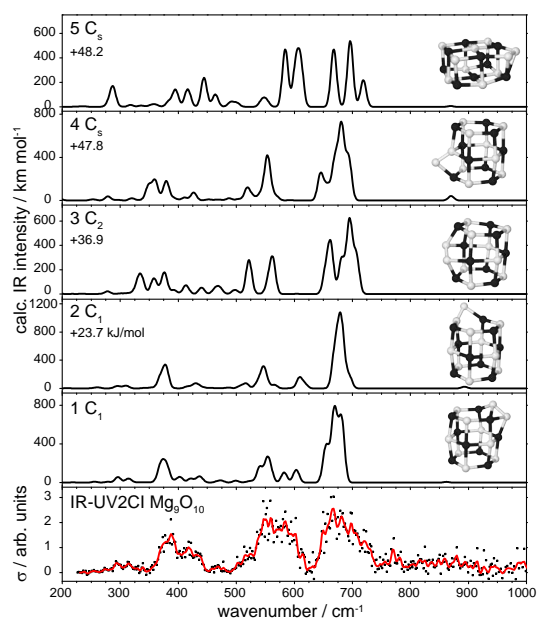 5 Cₛ
+48.2
600
400
200
0
4 Cₛ
+47.8
800
400
0
3 C₂
+36.9
600
400
200
0
2 C₁
+23.7 kJ/mol
1200
800
400
0
1 C₁
800
400
0
IR-UV2CI Mg₉O₁₀
3
2
1
0
calc. IR intensity / km mol⁻¹
σ / arb. units
200 300 400 500 600 700 800 900 1000
wavenumber / cm⁻¹